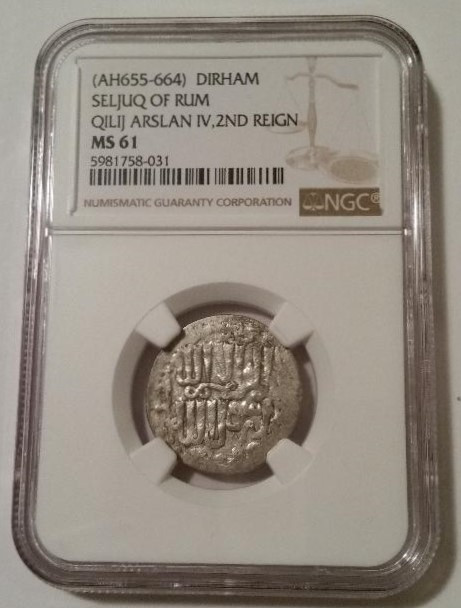 (AH655-664) DIRHAM
SELJUQ OF RUM
QILIJ ARSLAN IV,2ND REIGN
MS 61
5981758-031
NUMISMATIC GUARANTY CORPORATION
NGC®